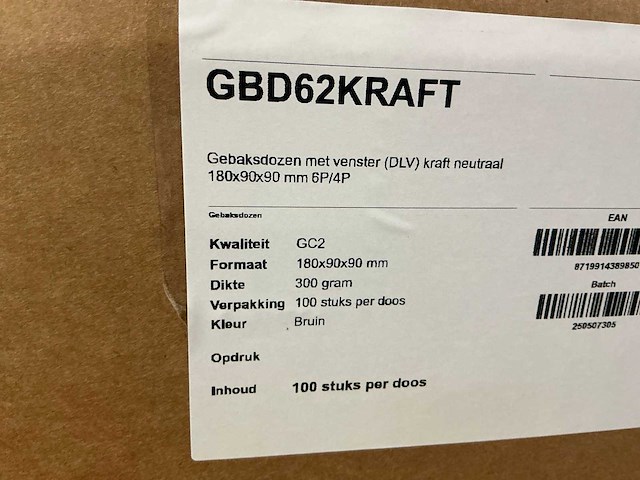 GBD62KRAFT
Gebaksdozen met venster (DLV) kraft neutraal
180x90x90 mm 6P/4P
Gebaksdozen
EAN
Kwaliteit GC2
Formaat 180x90x90 mm
8719914389850
Dikte 300 gram
Batch
Verpakking 100 stuks per doos
Kleur Bruin
250507305
Opdruk
Inhoud 100 stuks per doos